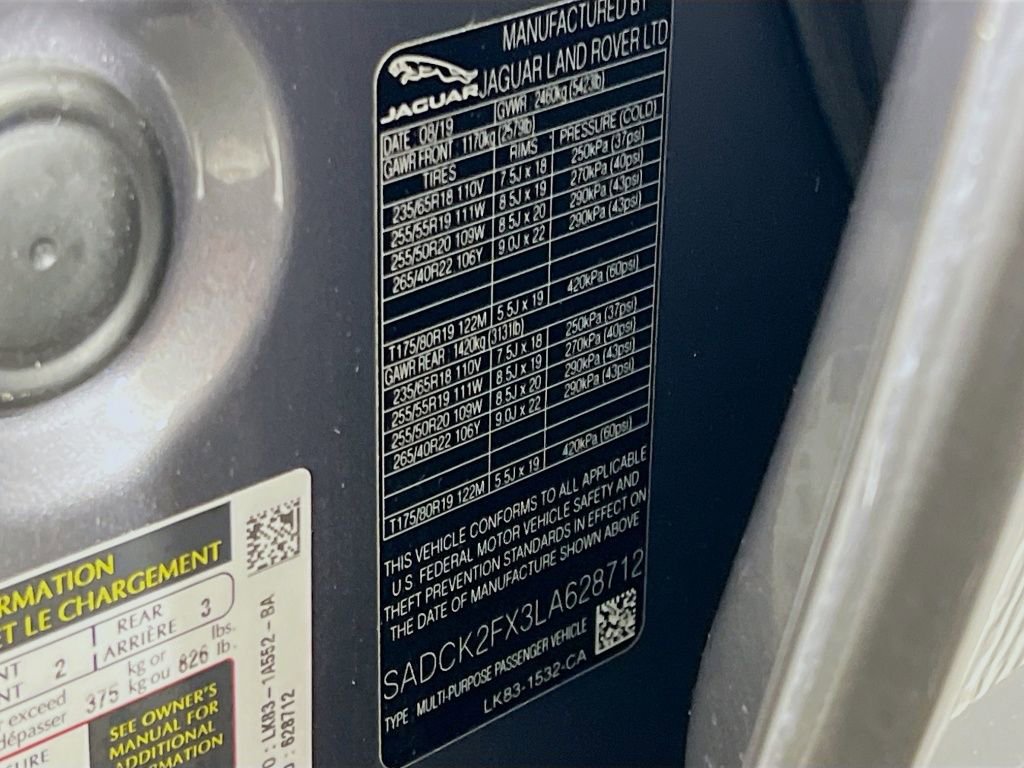 MANUFACTURED BY
JAGUAR LAND ROVER LTD
JAGUAR
DATE 08/19 GVWR 2460kg (5423lb)
GAWR FRONT 1170kg (2579lb)
TIRES RIMS PRESSURE (COLD)
235/65R18 110V 7.5J x 18 250kPa (37psi)
255/55R19 111W 8.5J x 19 270kPa (40psi)
255/50R20 109W 8.5J x 20 290kPa (43psi)
265/40R22 106Y 9.0J x 22 290kPa (43psi)
T175/80R19 122M 5.5J x 19 420kPa (60psi)
GAWR REAR 1420kg (3131lb)
235/65R18 110V 7.5J x 18 250kPa (37psi)
255/55R19 111W 8.5J x 19 270kPa (40psi)
255/50R20 109W 8.5J x 20 290kPa (43psi)
265/40R22 106Y 9.0J x 22 290kPa (43psi)
T175/80R19 122M 5.5J x 19 420kPa (60psi)
THIS VEHICLE CONFORMS TO ALL APPLICABLE
U.S. FEDERAL MOTOR VEHICLE SAFETY AND
THEFT PREVENTION STANDARDS IN EFFECT ON
THE DATE OF MANUFACTURE SHOWN ABOVE
SADCK2FX3LA628712
TYPE MULTI-PURPOSE PASSENGER VEHICLE
LK83-1532-CA
RMATION
ET LE CHARGEMENT
NT 2 REAR 3
NT ARRIÈRE
exceed 375 kg or 826 lbs.
dépasser kg ou lb.
SEE OWNER'S
MANUAL FOR
ADDITIONAL
RMATION
URE
: LK83-1A552-BA
: 628712